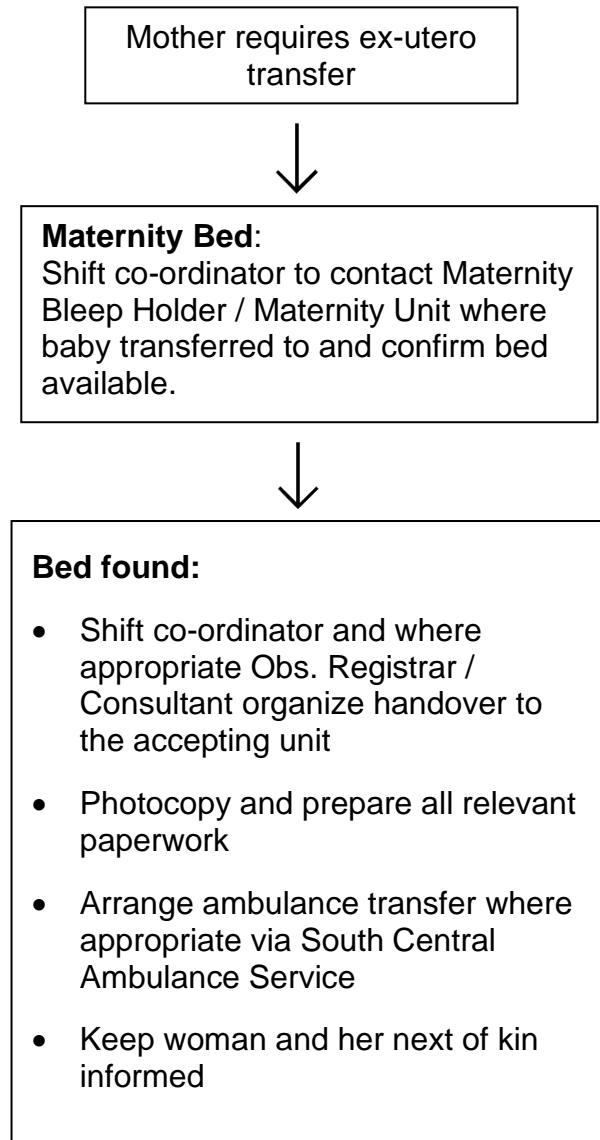 Mother requires ex-utero
transfer
Maternity Bed:
Shift co-ordinator to contact Maternity
Bleep Holder / Maternity Unit where
baby transferred to and confirm bed
available.
Bed found:
• Shift co-ordinator and where
appropriate Obs. Registrar /
Consultant organize handover to
the accepting unit
• Photocopy and prepare all relevant
paperwork
• Arrange ambulance transfer where
appropriate via South Central
Ambulance Service
• Keep woman and her next of kin
informed